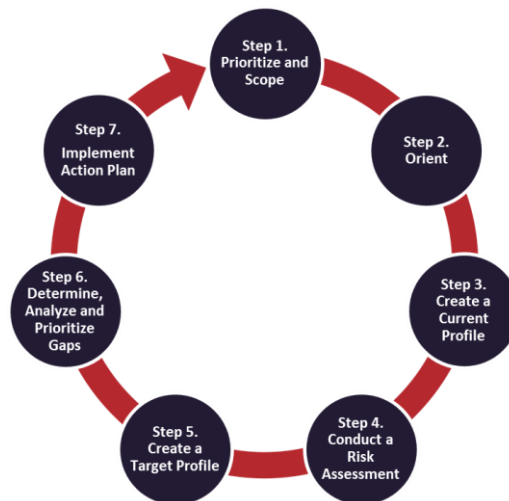 Step 1.
Prioritize and
Scope
Step 2.
Orient
Step 3.
Create a
Current
Profile
Step 4.
Conduct a
Risk
Assessment
Step 5.
Create a
Target Profile
Step 6.
Determine,
Analyze and
Prioritize
Gaps
Step 7.
Implement
Action Plan